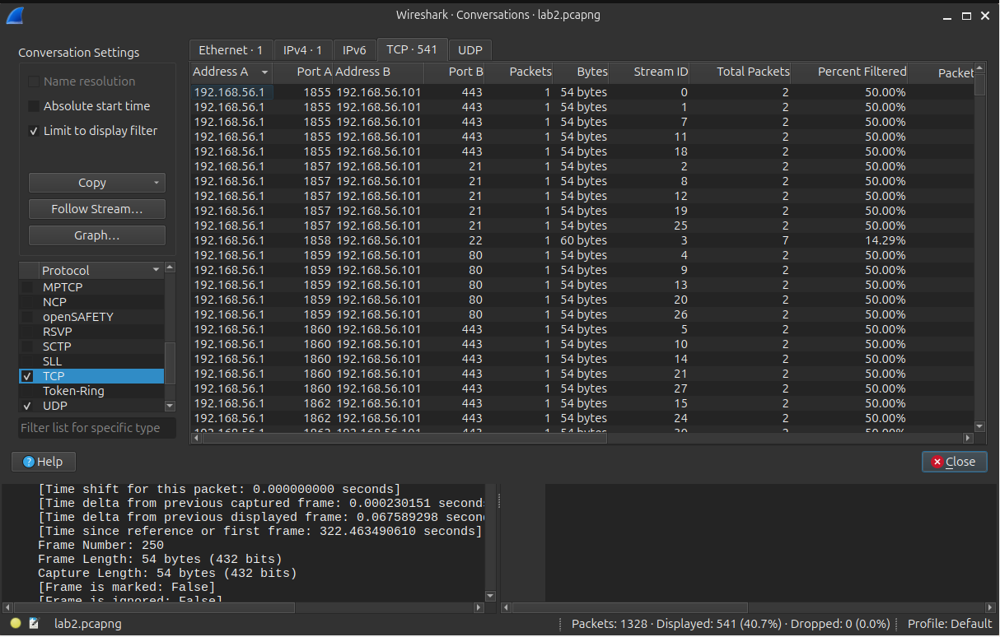 Wireshark · Conversations · lab2.pcapng
Conversation Settings
Name resolution
Absolute start time
Limit to display filter
Copy
Follow Stream…
Graph…
Protocol
MPTCP
NCP
openSAFETY
RSVP
SCTP
SLL
TCP
Token-Ring
UDP
Filter list for specific type
Ethernet · 1 IPv4 · 1 IPv6 TCP · 541 UDP
Address A Port A Address B Port B Packets Bytes Stream ID Total Packets Percent Filtered Packet
192.168.56.1 1855 192.168.56.101 443 1 54 bytes 0 2 50.00%
192.168.56.1 1855 192.168.56.101 443 1 54 bytes 1 2 50.00%
192.168.56.1 1855 192.168.56.101 443 1 54 bytes 7 2 50.00%
192.168.56.1 1855 192.168.56.101 443 1 54 bytes 11 2 50.00%
192.168.56.1 1855 192.168.56.101 443 1 54 bytes 18 2 50.00%
192.168.56.1 1857 192.168.56.101 21 1 54 bytes 2 2 50.00%
192.168.56.1 1857 192.168.56.101 21 1 54 bytes 8 2 50.00%
192.168.56.1 1857 192.168.56.101 21 1 54 bytes 12 2 50.00%
192.168.56.1 1857 192.168.56.101 21 1 54 bytes 19 2 50.00%
192.168.56.1 1857 192.168.56.101 21 1 54 bytes 25 2 50.00%
192.168.56.1 1858 192.168.56.101 22 1 60 bytes 3 7 14.29%
192.168.56.1 1859 192.168.56.101 80 1 54 bytes 4 2 50.00%
192.168.56.1 1859 192.168.56.101 80 1 54 bytes 9 2 50.00%
192.168.56.1 1859 192.168.56.101 80 1 54 bytes 13 2 50.00%
192.168.56.1 1859 192.168.56.101 80 1 54 bytes 20 2 50.00%
192.168.56.1 1859 192.168.56.101 80 1 54 bytes 26 2 50.00%
192.168.56.1 1860 192.168.56.101 443 1 54 bytes 5 2 50.00%
192.168.56.1 1860 192.168.56.101 443 1 54 bytes 10 2 50.00%
192.168.56.1 1860 192.168.56.101 443 1 54 bytes 14 2 50.00%
192.168.56.1 1860 192.168.56.101 443 1 54 bytes 21 2 50.00%
192.168.56.1 1860 192.168.56.101 443 1 54 bytes 27 2 50.00%
192.168.56.1 1862 192.168.56.101 443 1 54 bytes 15 2 50.00%
192.168.56.1 1862 192.168.56.101 443 1 54 bytes 24 2 50.00%
192.168.56.1 1862 192.168.56.101 443 1 54 bytes 30 2 50.00%
Help
Close
[Time shift for this packet: 0.000000000 seconds]
[Time delta from previous captured frame: 0.000230151 seconds
[Time delta from previous displayed frame: 0.067589298 secon
[Time since reference or first frame: 322.463490610 seconds]
Frame Number: 250
Frame Length: 54 bytes (432 bits)
Capture Length: 54 bytes (432 bits)
[Frame is marked: False]
[Frame is ignored: False]
lab2.pcapng
Packets: 1328 · Displayed: 541 (40.7%) · Dropped: 0 (0.0%)
Profile: Default